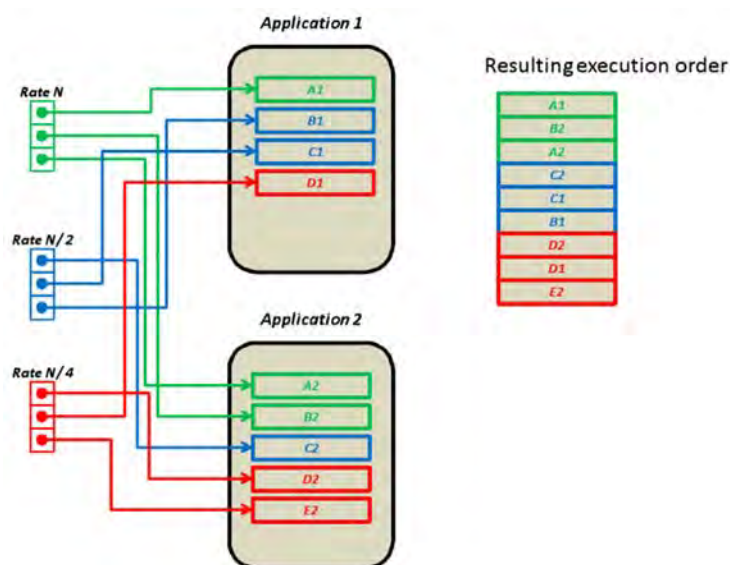 Application 1
Resulting execution order
Rate N
A1
B1
C1
D1
A1
B2
A2
C2
C1
B1
D2
D1
E2
Rate N/2
Application 2
Rate N/4
A2
B2
C2
D2
E2